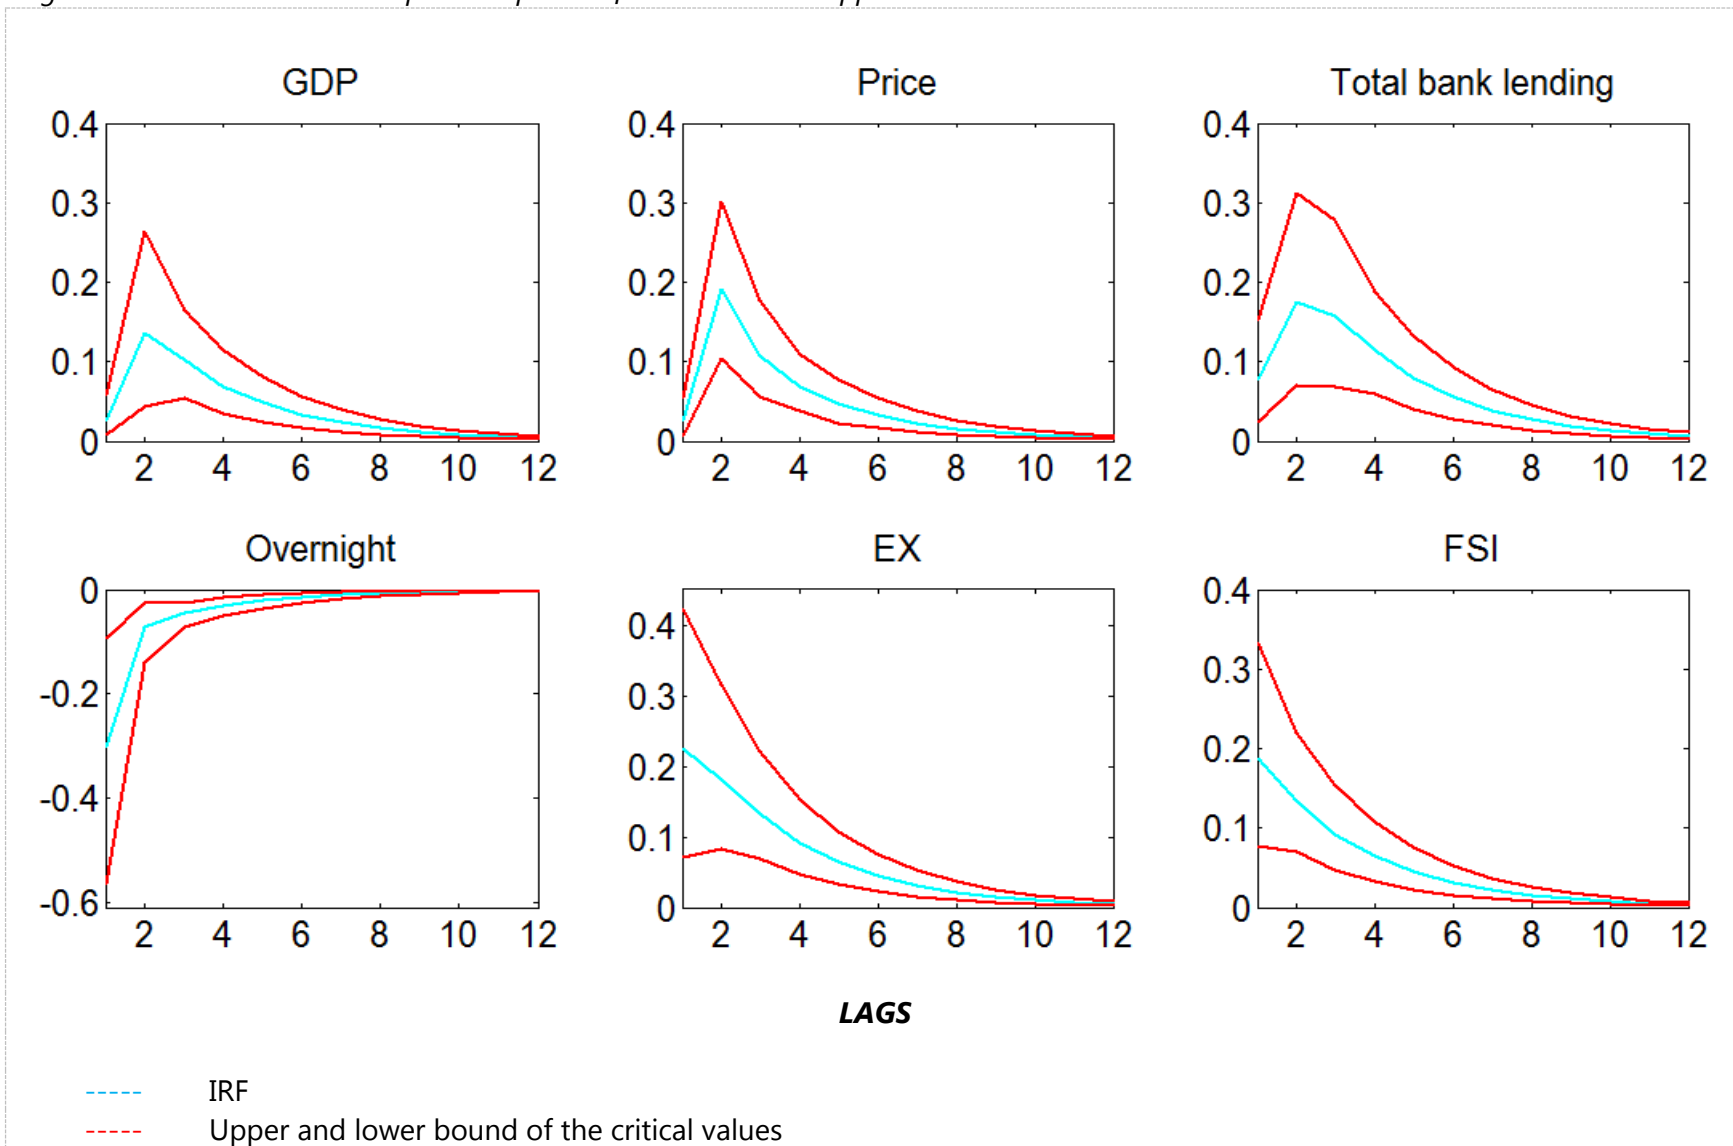 GDP Price Total bank lending
0.4 0.4 0.4
0.3 0.3 0.3
0.2 0.2 0.2
0.1 0.1 0.1
0 0 0
2 4 6 8 10 12 2 4 6 8 10 12 2 4 6 8 10 12
Overnight EX FSI
0 0.4 0.4
-0.2 0.3 0.3
-0.4 0.2 0.2
-0.6 0.1 0.1
0 0
2 4 6 8 10 12 2 4 6 8 10 12 2 4 6 8 10 12
LAGS
IRF
Upper and lower bound of the critical values